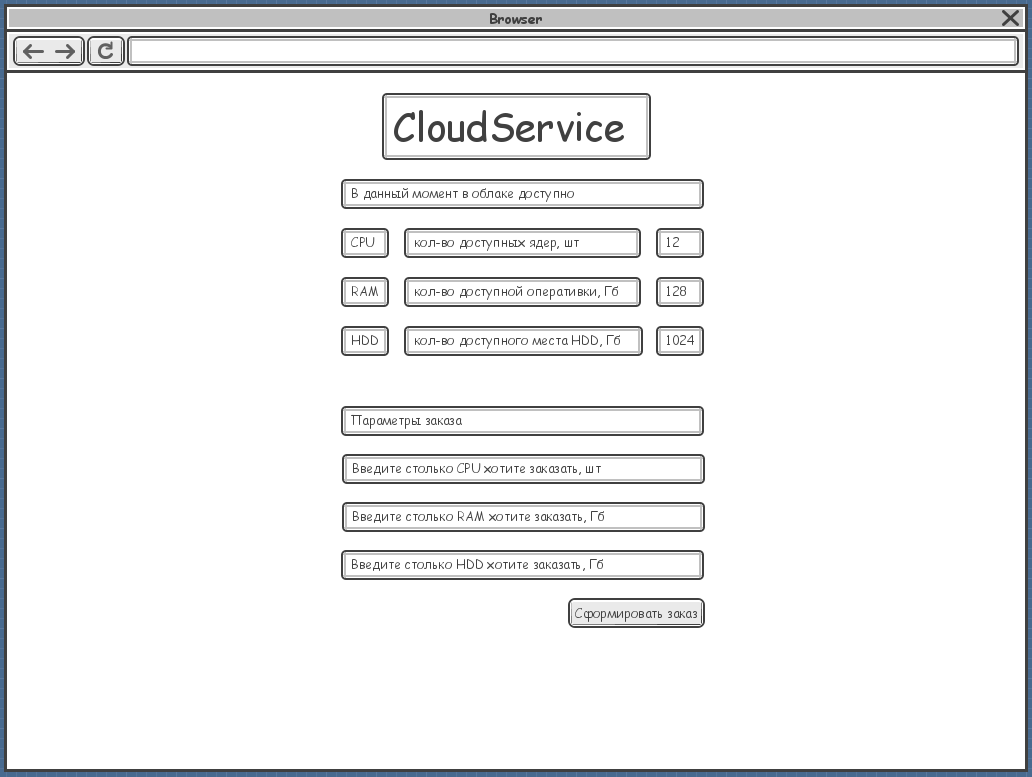 Browser
CloudService
В данный момент в облаке доступно
CPU кол-во доступных ядер, шт 12
RAM кол-во доступной оперативки, Гб 128
HDD кол-во доступного места HDD, Гб 1024
Параметры заказа
Введите столько CPU хотите заказать, шт
Введите столько RAM хотите заказать, Гб
Введите столько HDD хотите заказать, Гб
Сформировать заказ